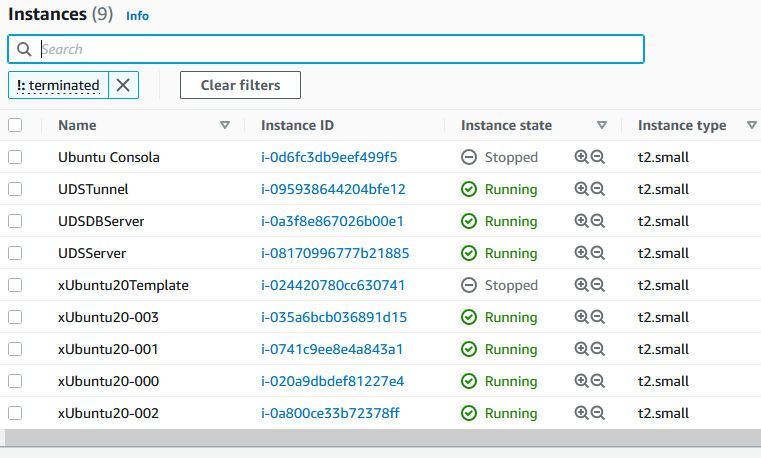 Instances (9) Info
Search
!: terminated Clear filters
Name Instance ID Instance state Instance type
Ubuntu Consola i-0d6fc3db9eef499f5 Stopped t2.small
UDSTunnel i-095938644204bfe12 Running t2.small
UDSDBServer i-0a3f8e867026b00e1 Running t2.small
UDSServer i-08170996777b21885 Running t2.small
xUbuntu20Template i-024420780cc630741 Stopped t2.small
xUbuntu20-003 i-035a6bcb036891d15 Running t2.small
xUbuntu20-001 i-0741c9ee8e4a843a1 Running t2.small
xUbuntu20-000 i-020a9dbdef81227e4 Running t2.small
xUbuntu20-002 i-0a800ce33b72378ff Running t2.small